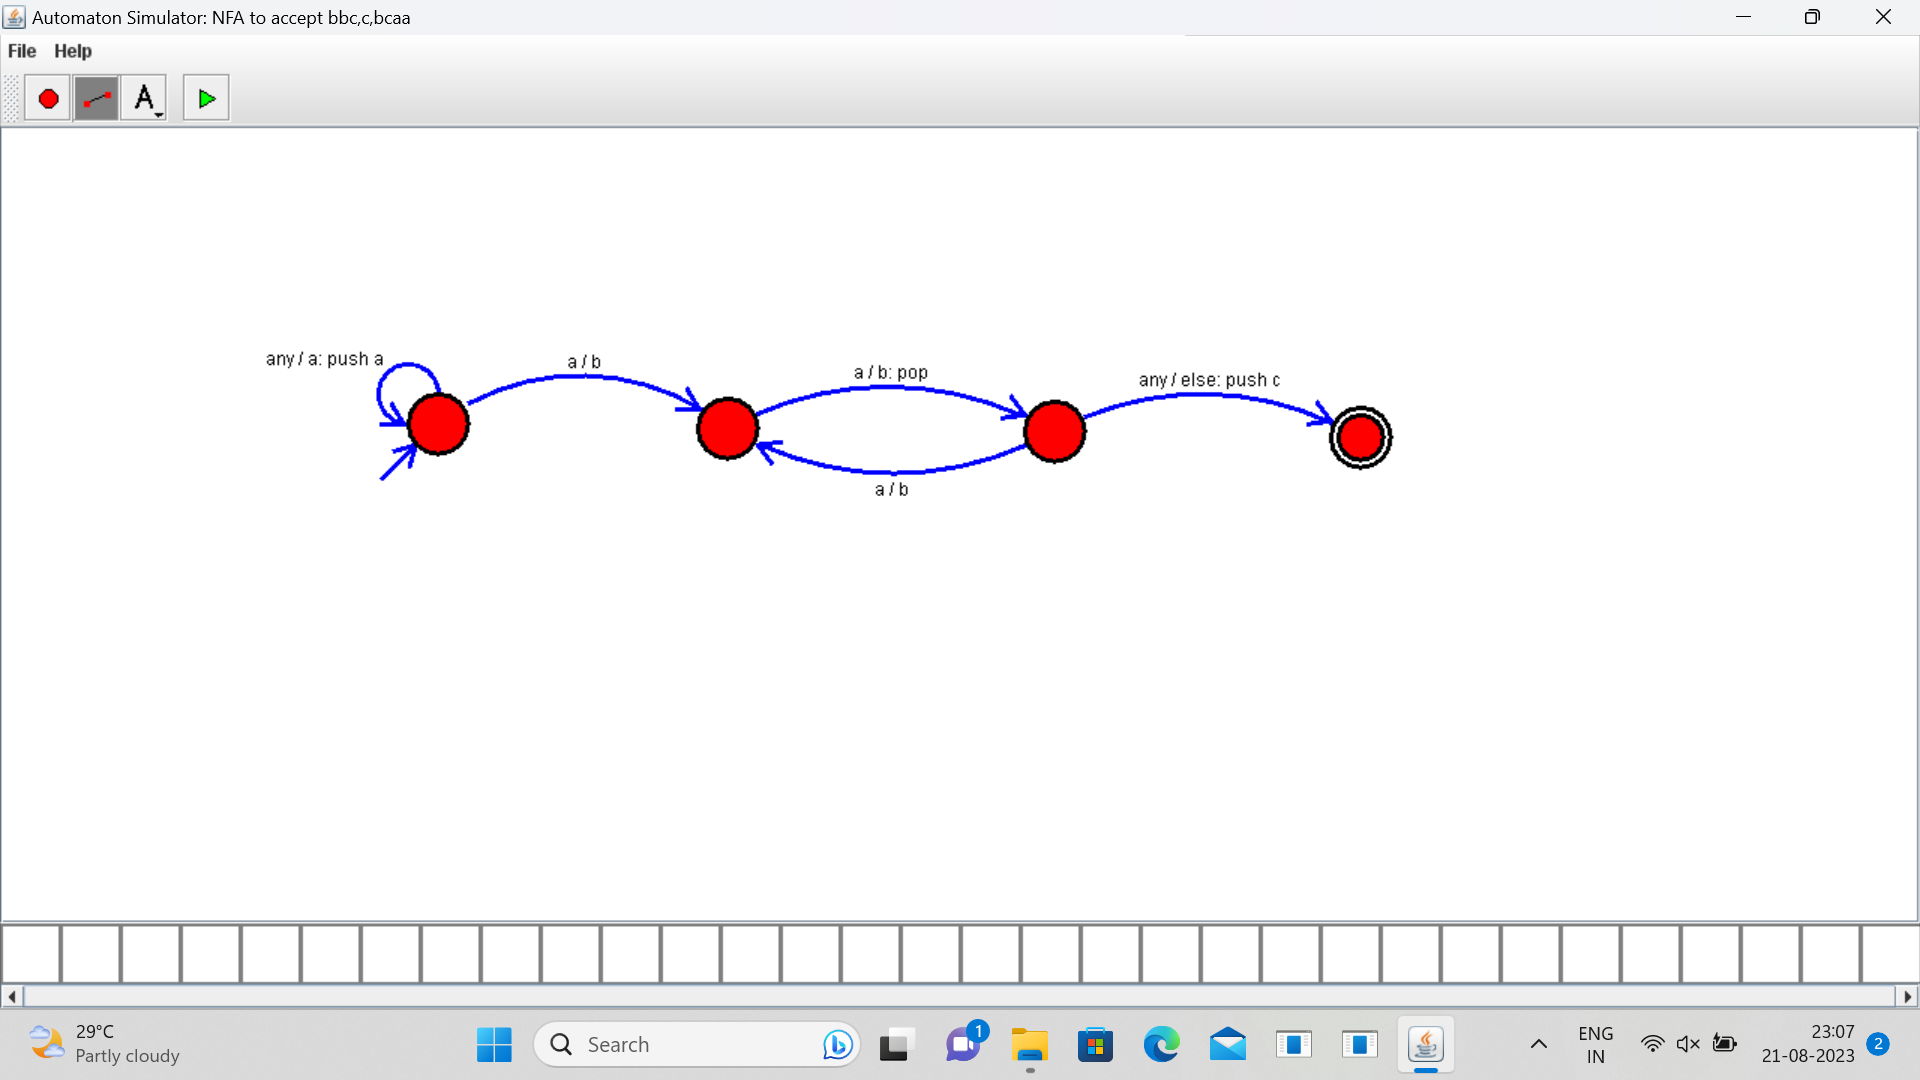 Automaton Simulator: NFA to accept bbc,c,bcaa
File Help
A
any / a: push a
a / b
a / b: pop
any / else: push c
a / b
29°C
Partly cloudy
Search
1
ENG
IN
23:07
21-08-2023
2